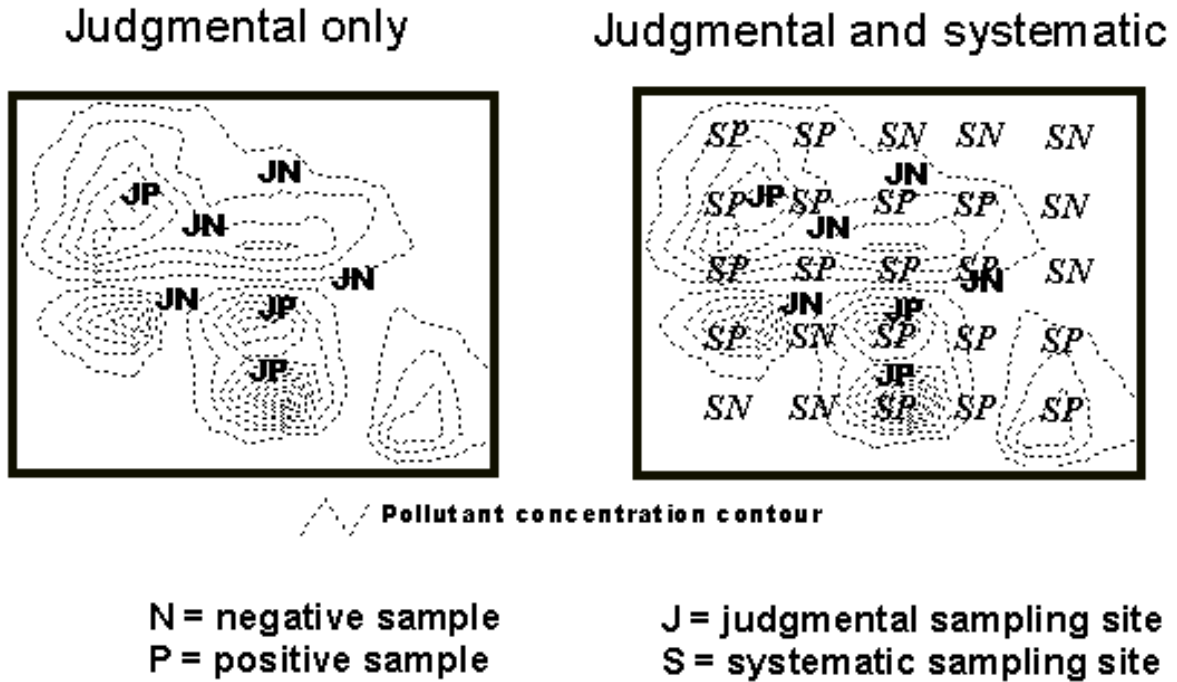 Judgmental only
Judgmental and systematic
JN
JP
JN
JN
JN
JP
JP
SP SP SN SN SN
JN
JP
SP SP SP SP SN
JN
SP SP SP SP SN
JN
JN
JP
SP SN SP SP SP
JP
SN SN SP SP SP
Pollutant concentration contour
N = negative sample
P = positive sample
J = judgmental sampling site
S = systematic sampling site